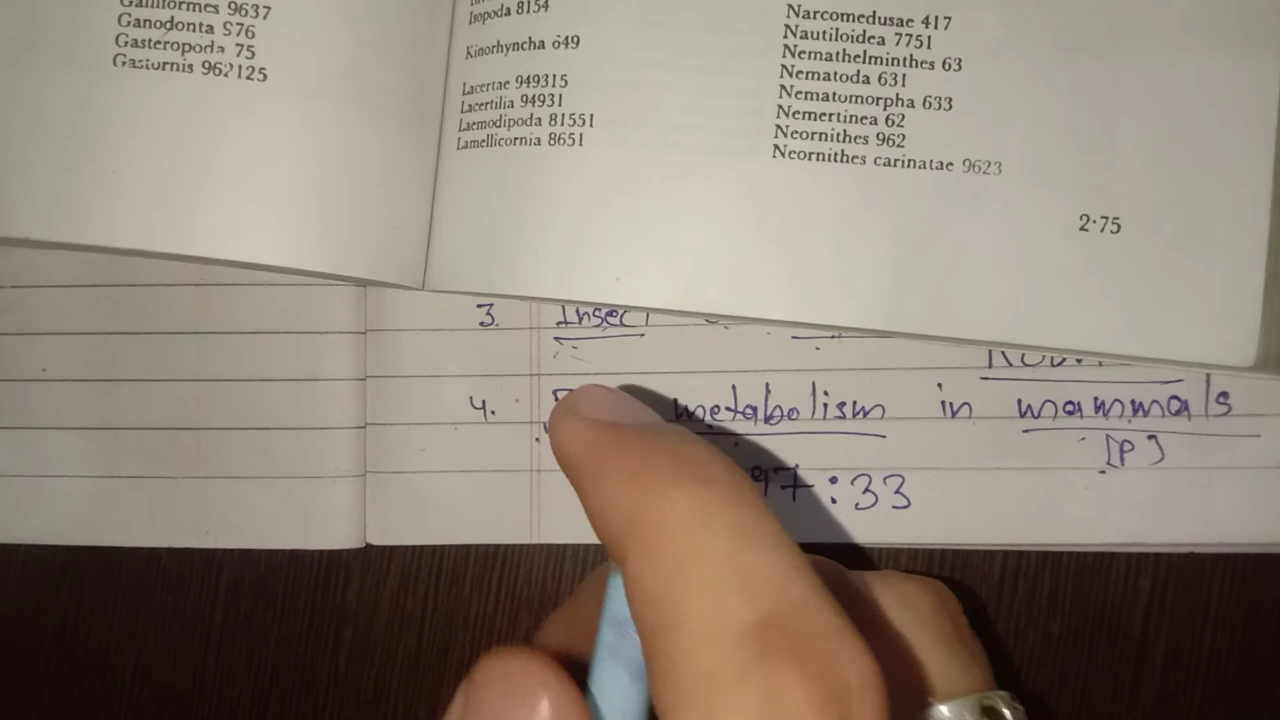 Galliformes 9637
Ganodonta 976
Gasteropoda 75
Gastornis 962125
Isopoda 8154
Kinorhyncha 649
Lacertae 949315
Lacertilia 94931
Laemodipoda 81551
Lamellicornia 8651
Narcomedusae 417
Nautiloidea 7751
Nemathelminthes 63
Nematoda 631
Nematomorpha 633
Nemertinea 62
Neornithes 962
Neornithes carinatae 9623
2·75
3. Insect
4. metabolism in mammals
[P]
97:33